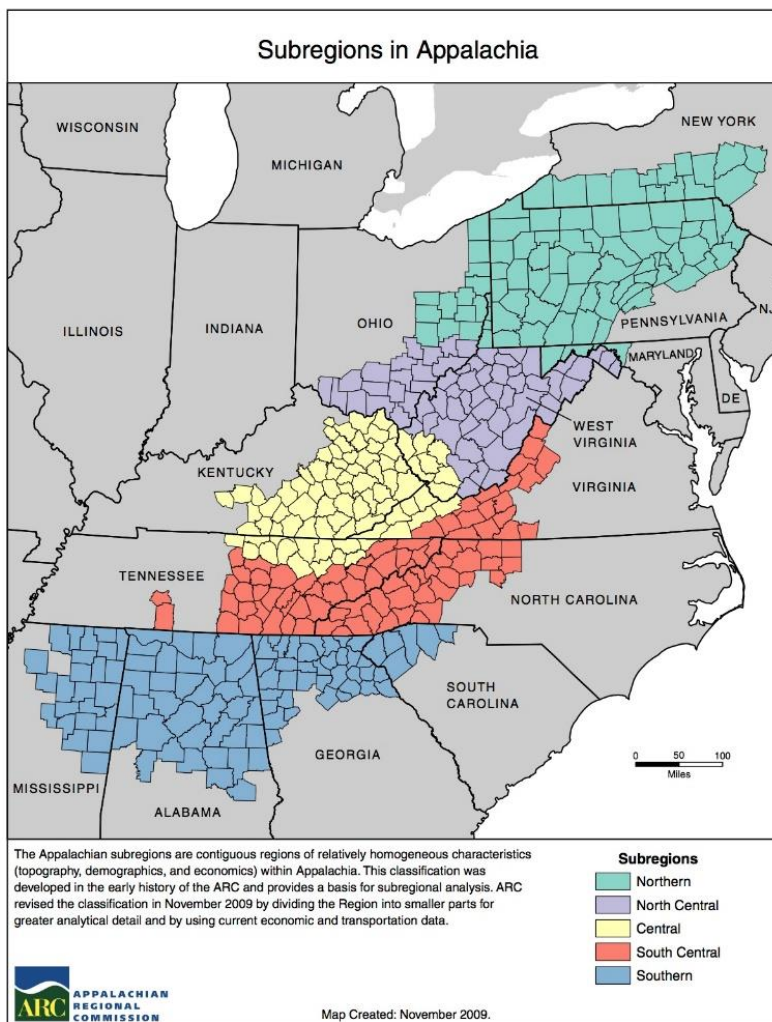 Subregions in Appalachia
WISCONSIN
MICHIGAN
NEW YORK
ILLINOIS
INDIANA
OHIO
PENNSYLVANIA
NJ
MARYLAND
DE
WEST
VIRGINIA
KENTUCKY
VIRGINIA
TENNESSEE
NORTH CAROLINA
SOUTH
CAROLINA
GEORGIA
MISSISSIPPI
ALABAMA
0 50 100
Miles
The Appalachian subregions are contiguous regions of relatively homogeneous characteristics
(topography, demographics, and economics) within Appalachia. This classification was
developed in the early history of the ARC and provides a basis for subregional analysis. ARC
revised the classification in November 2009 by dividing the Region into smaller parts for
greater analytical detail and by using current economic and transportation data.
Subregions
Northern
North Central
Central
South Central
Southern
ARC
APPALACHIAN
REGIONAL
COMMISSION
Map Created: November 2009.